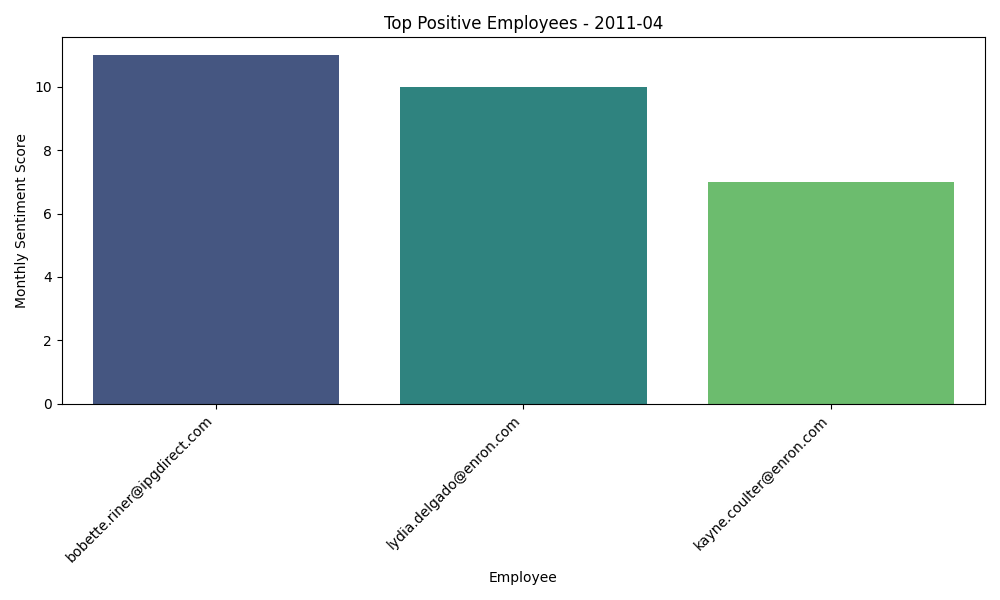 Top Positive Employees - 2011-04
Monthly Sentiment Score
10
8
6
4
2
0
bobette.riner@ipgdirect.com
lydia.delgado@enron.com
kayne.coulter@enron.com
Employee